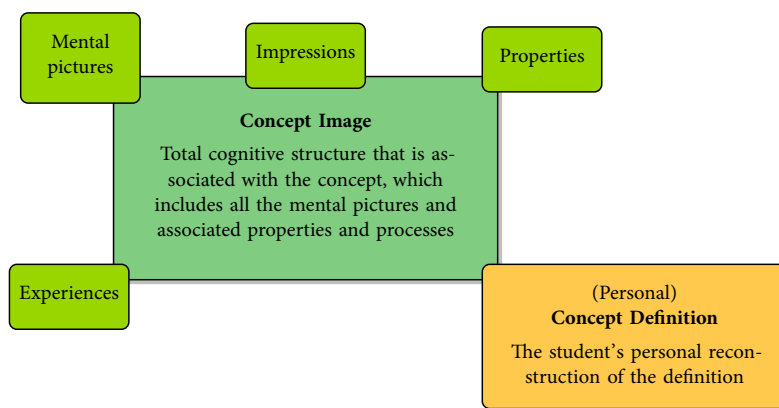 Mental
pictures
Impressions
Properties
Concept Image
Total cognitive structure that is as-
sociated with the concept, which
includes all the mental pictures and
associated properties and processes
Experiences
(Personal)
Concept Definition
The student's personal recon-
struction of the definition